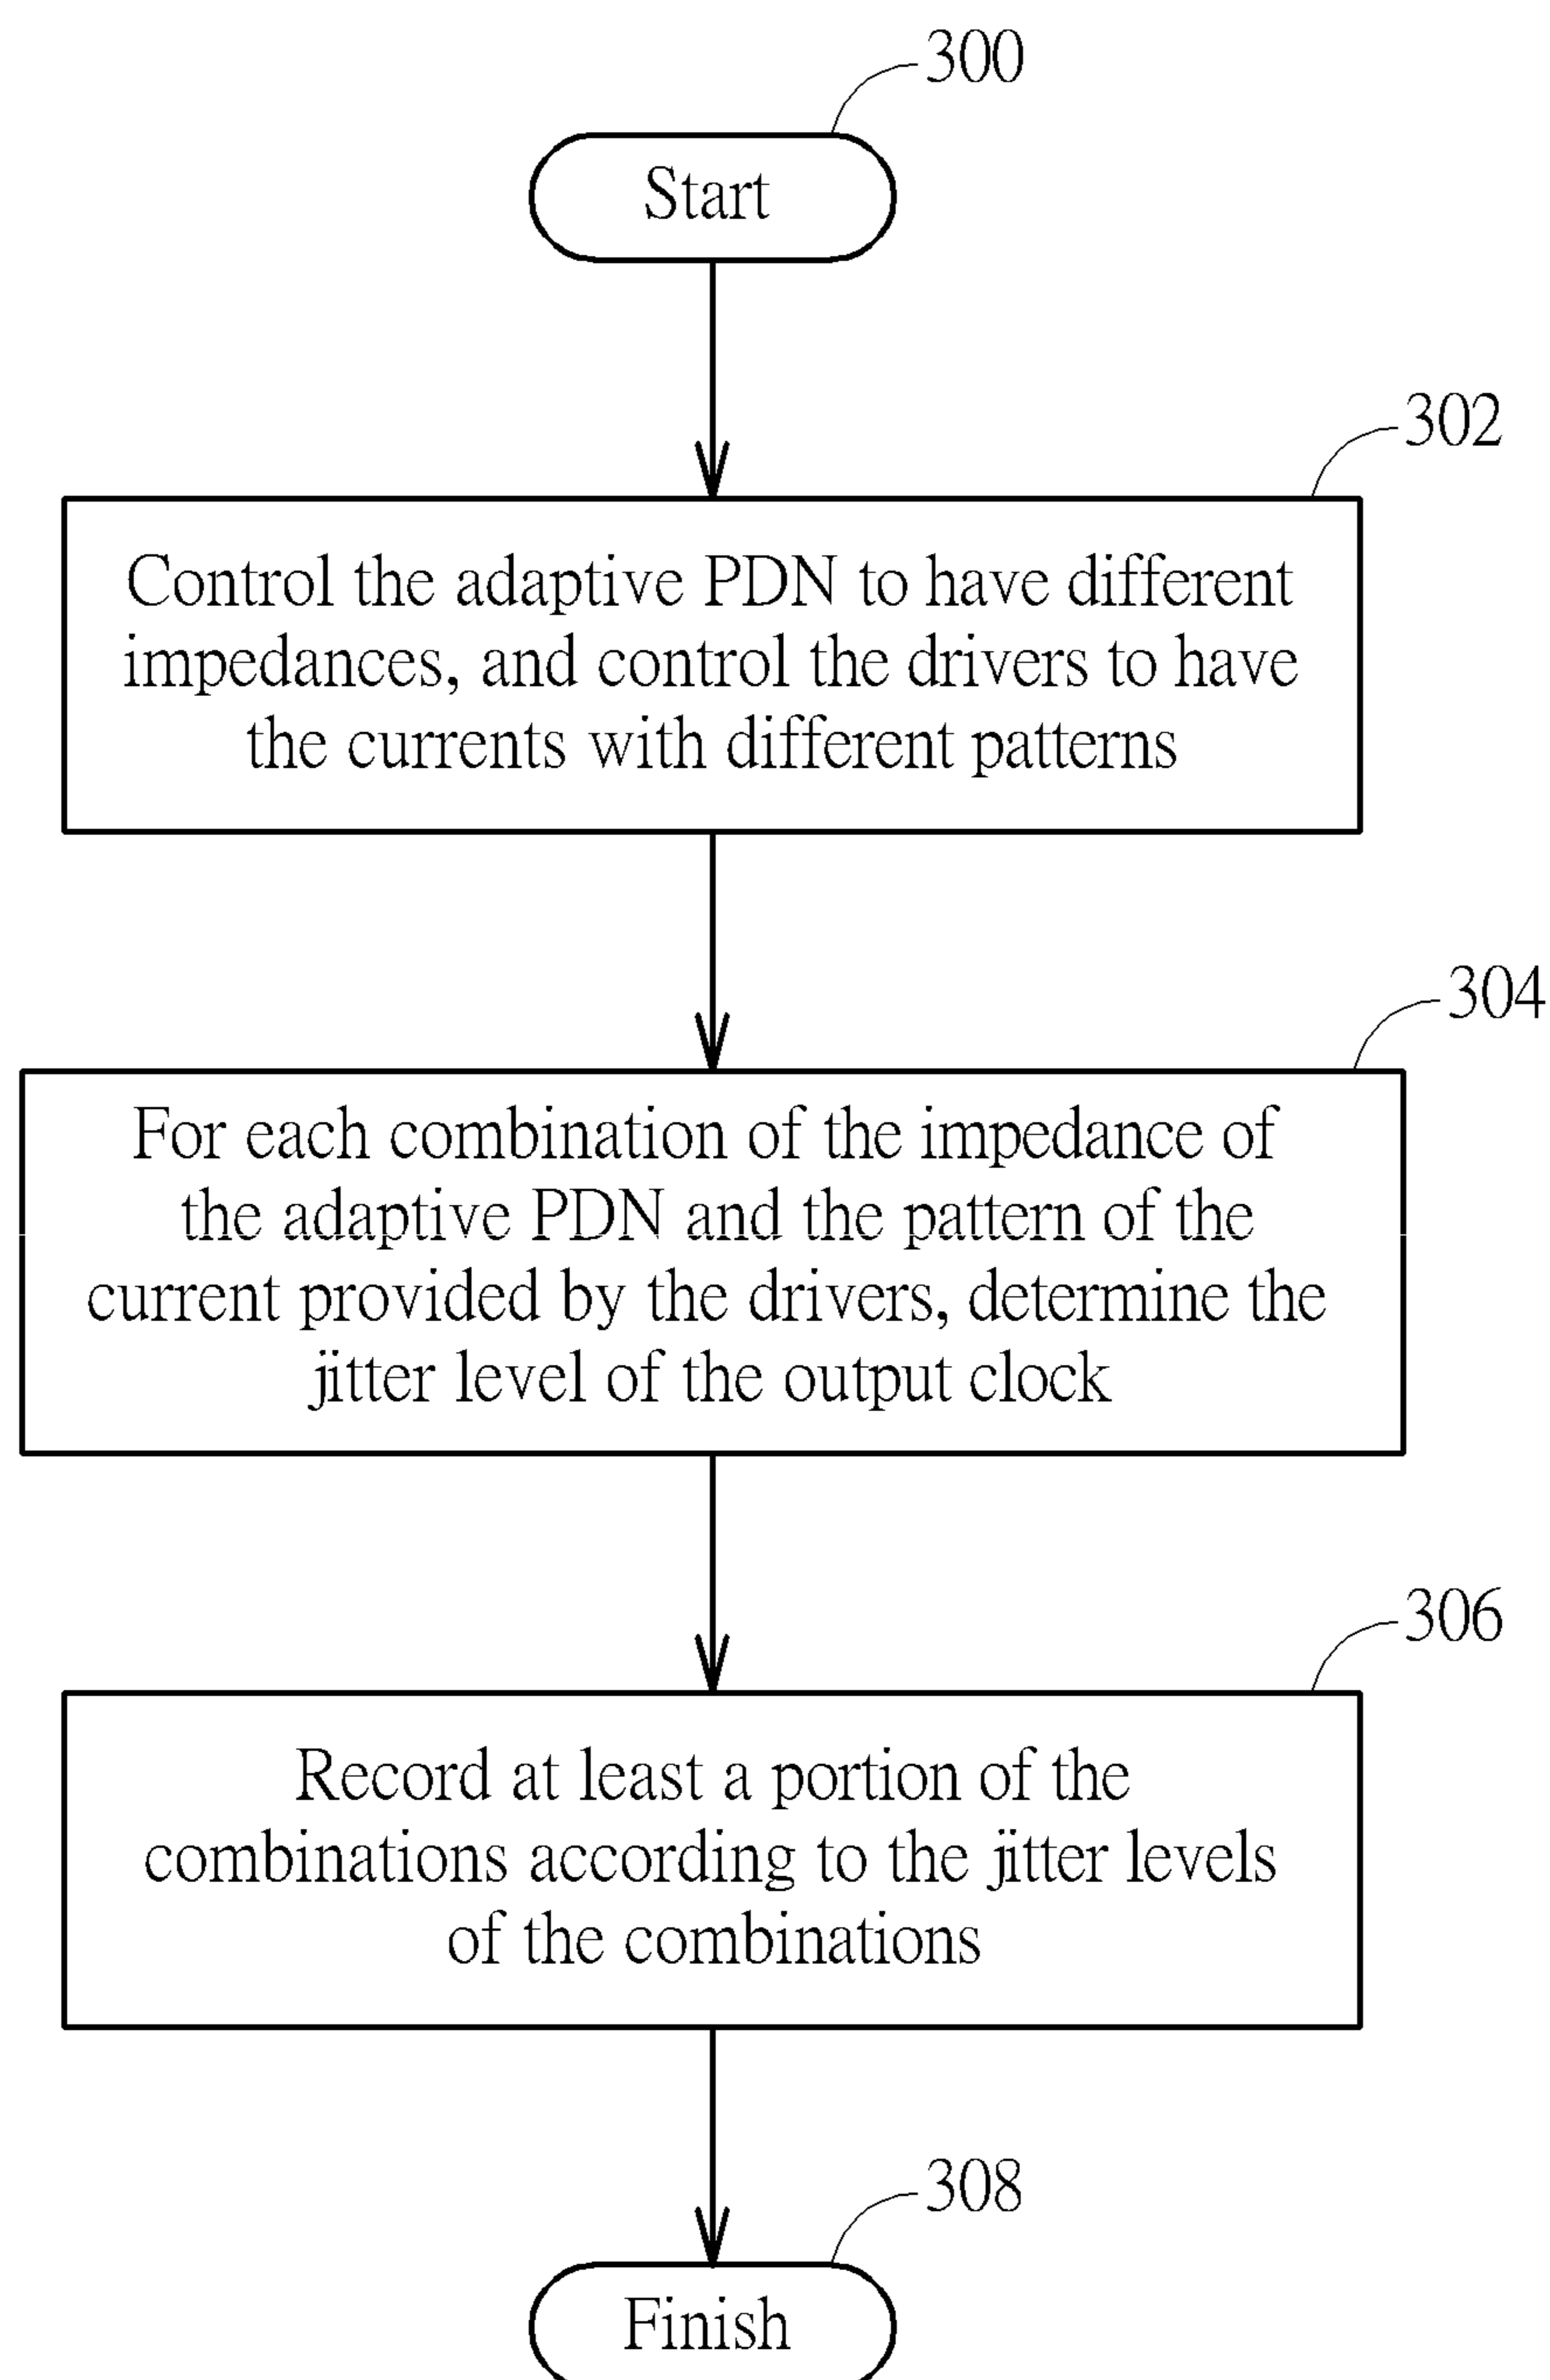 300
Start
302
Control the adaptive PDN to have different
impedances, and control the drivers to have
the currents with different patterns
304
For each combination of the impedance of
the adaptive PDN and the pattern of the
current provided by the drivers, determine the
jitter level of the output clock
306
Record at least a portion of the
combinations according to the jitter levels
of the combinations
308
Finish